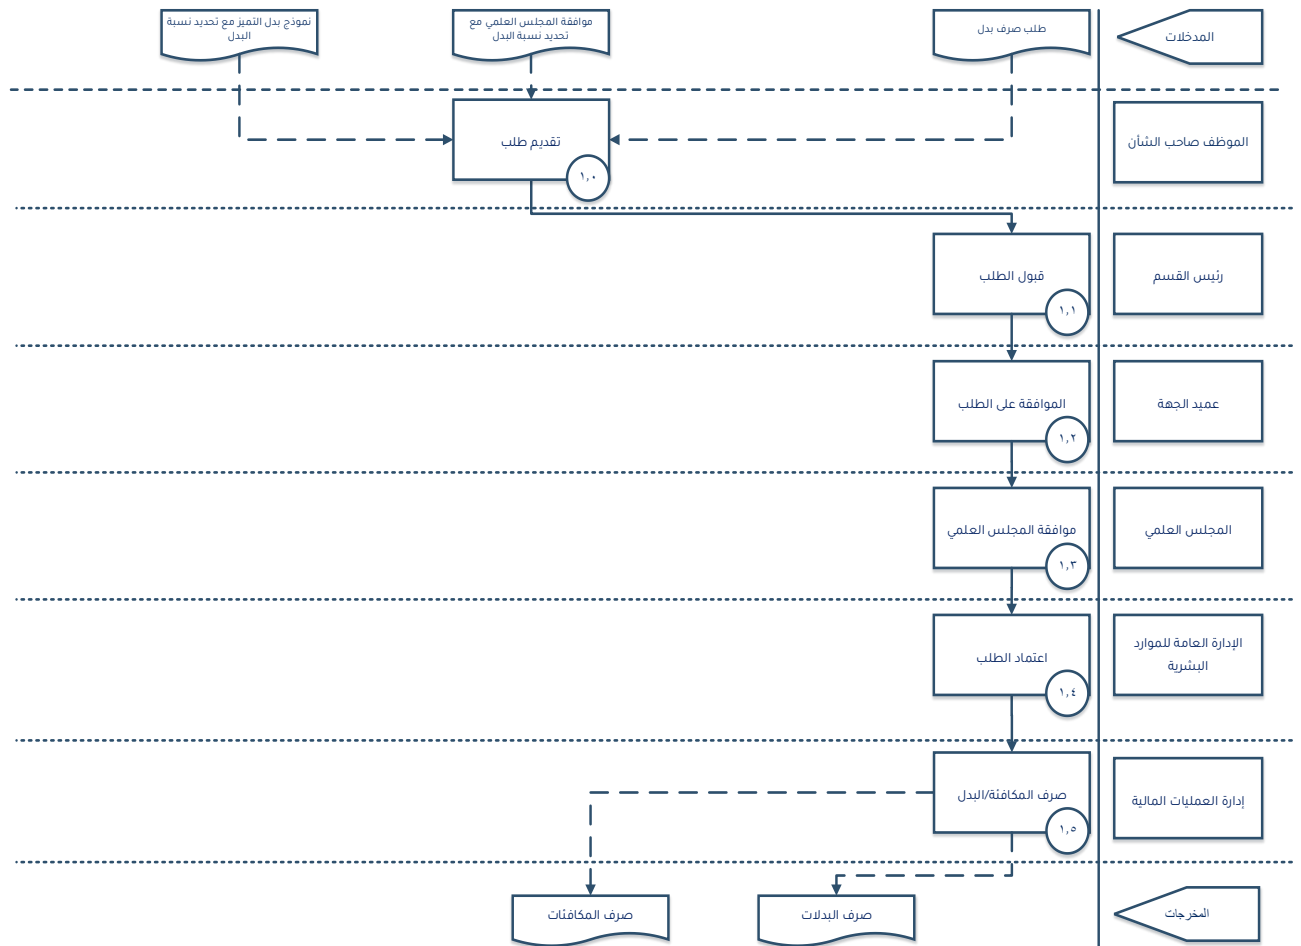 المدخلات
طلب صرف بدل
موافقة المجلس العلمي مع
تحديد نسبة البدل
نموذج بدل التميز مع تحديد نسبة
البدل
الموظف صاحب الشأن
تقديم طلب
١,٠
رئيس القسم
قبول الطلب
١,١
عميد الجهة
الموافقة على الطلب
١,٢
المجلس العلمي
موافقة المجلس العلمي
١,٣
الإدارة العامة للموارد
البشرية
اعتماد الطلب
١,٤
إدارة العمليات المالية
صرف المكافئة/البدل
١,٥
المخرجات
صرف البدلات
صرف المكافئات